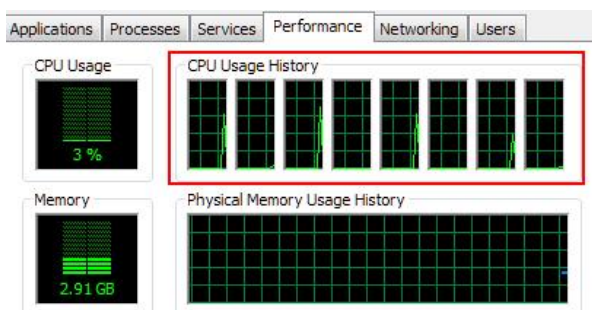 Applications Processes Services Performance Networking Users
CPU Usage CPU Usage History
3 %
Memory Physical Memory Usage History
2.91 GB